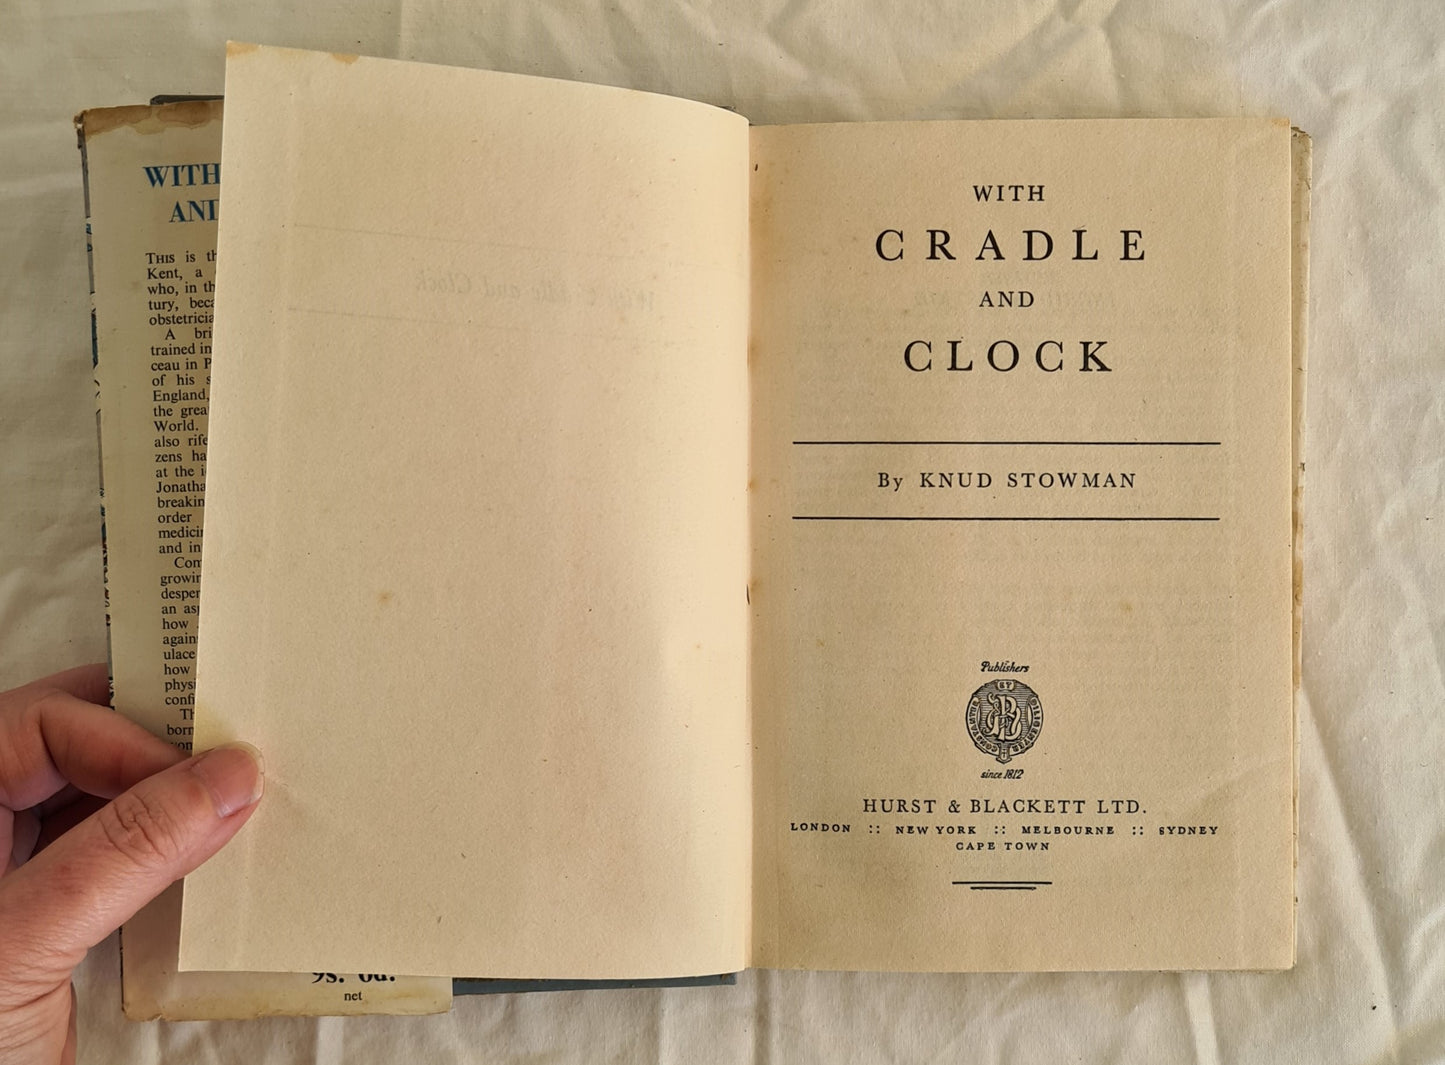 WITH
AND
THIS is th
Kent, a
who, in th
tury, beca
obstetricia
A bri
trained in
ceau in P
of his s
England,
the grea
World.
also rife
zens ha
at the i
Jonatha
breakin
order
medici
and in
Com
growin
desper
an asp
how
again
ulace
how
physi
confi
Th
born
9s. 6d.
net
WITH
CRADLE
AND
CLOCK
By KNUD STOWMAN
Publishers
ET
since 1812
HURST & BLACKETT LTD.
LONDON :: NEW YORK :: MELBOURNE :: SYDNEY
CAPE TOWN